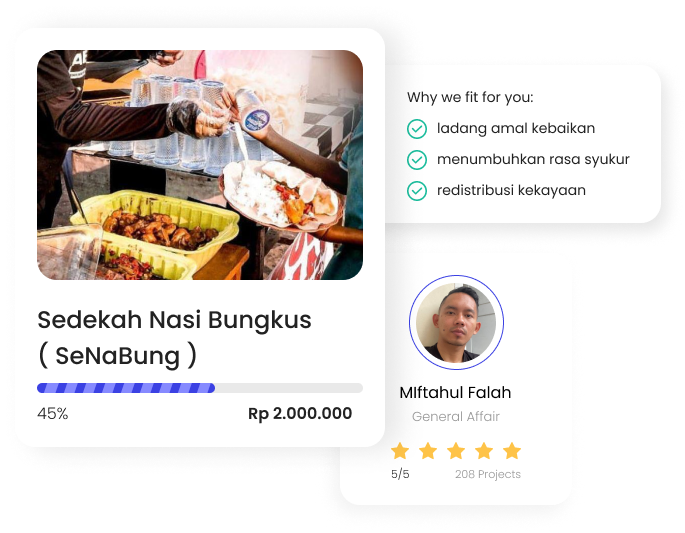 Why we fit for you:
ladang amal kebaikan
menumbuhkan rasa syukur
redistribusi kekayaan
Sedekah Nasi Bungkus
( SeNaBung )
45%
Rp 2.000.000
MIftahul Falah
General Affair
5/5
208 Projects